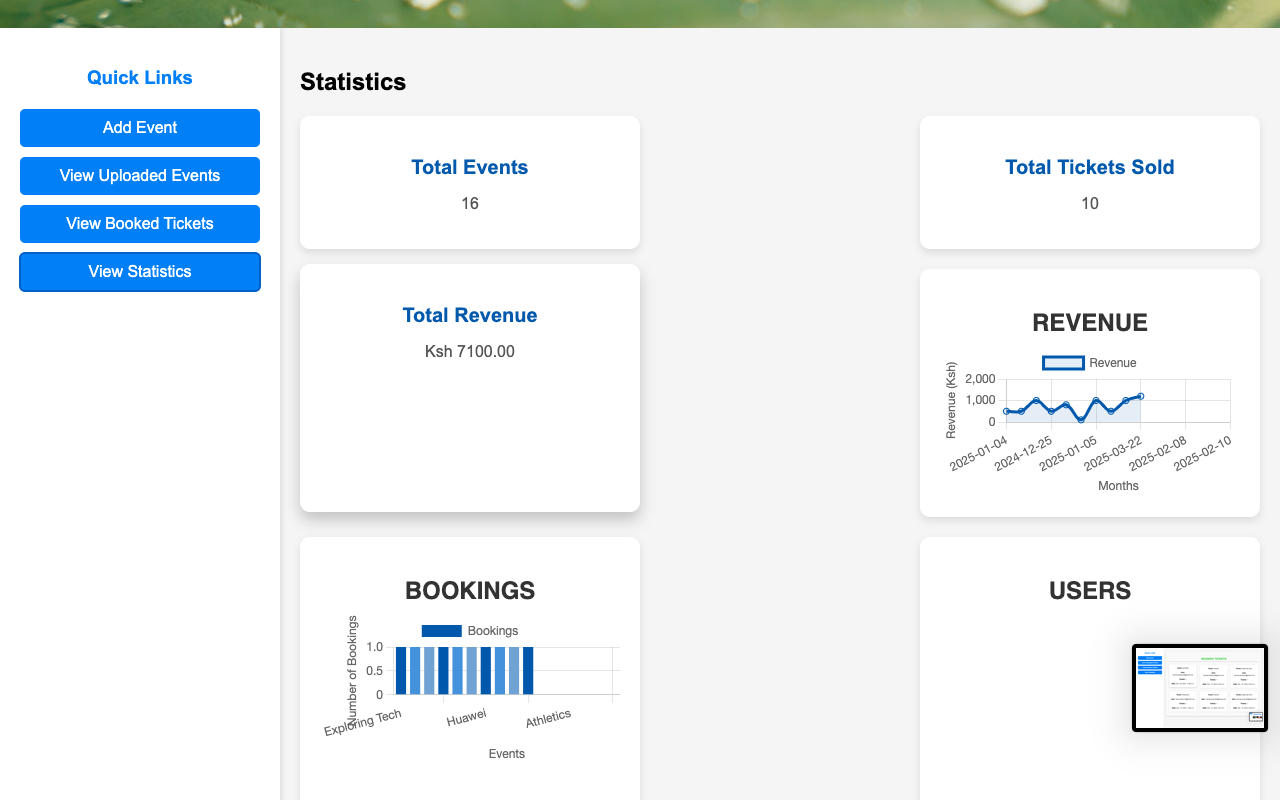 Quick Links
Add Event
View Uploaded Events
View Booked Tickets
View Statistics
Statistics
Total Events
16
Total Tickets Sold
10
Total Revenue
Ksh 7100.00
REVENUE
Revenue
Revenue (Ksh)
2,000
1,000
0
2025-01-04
2024-12-25
2025-01-05
2025-03-22
2025-02-08
2025-02-10
Months
BOOKINGS
Bookings
Number of Bookings
1.0
0.5
0
Exploring Tech
Huawei
Athletics
Events
USERS